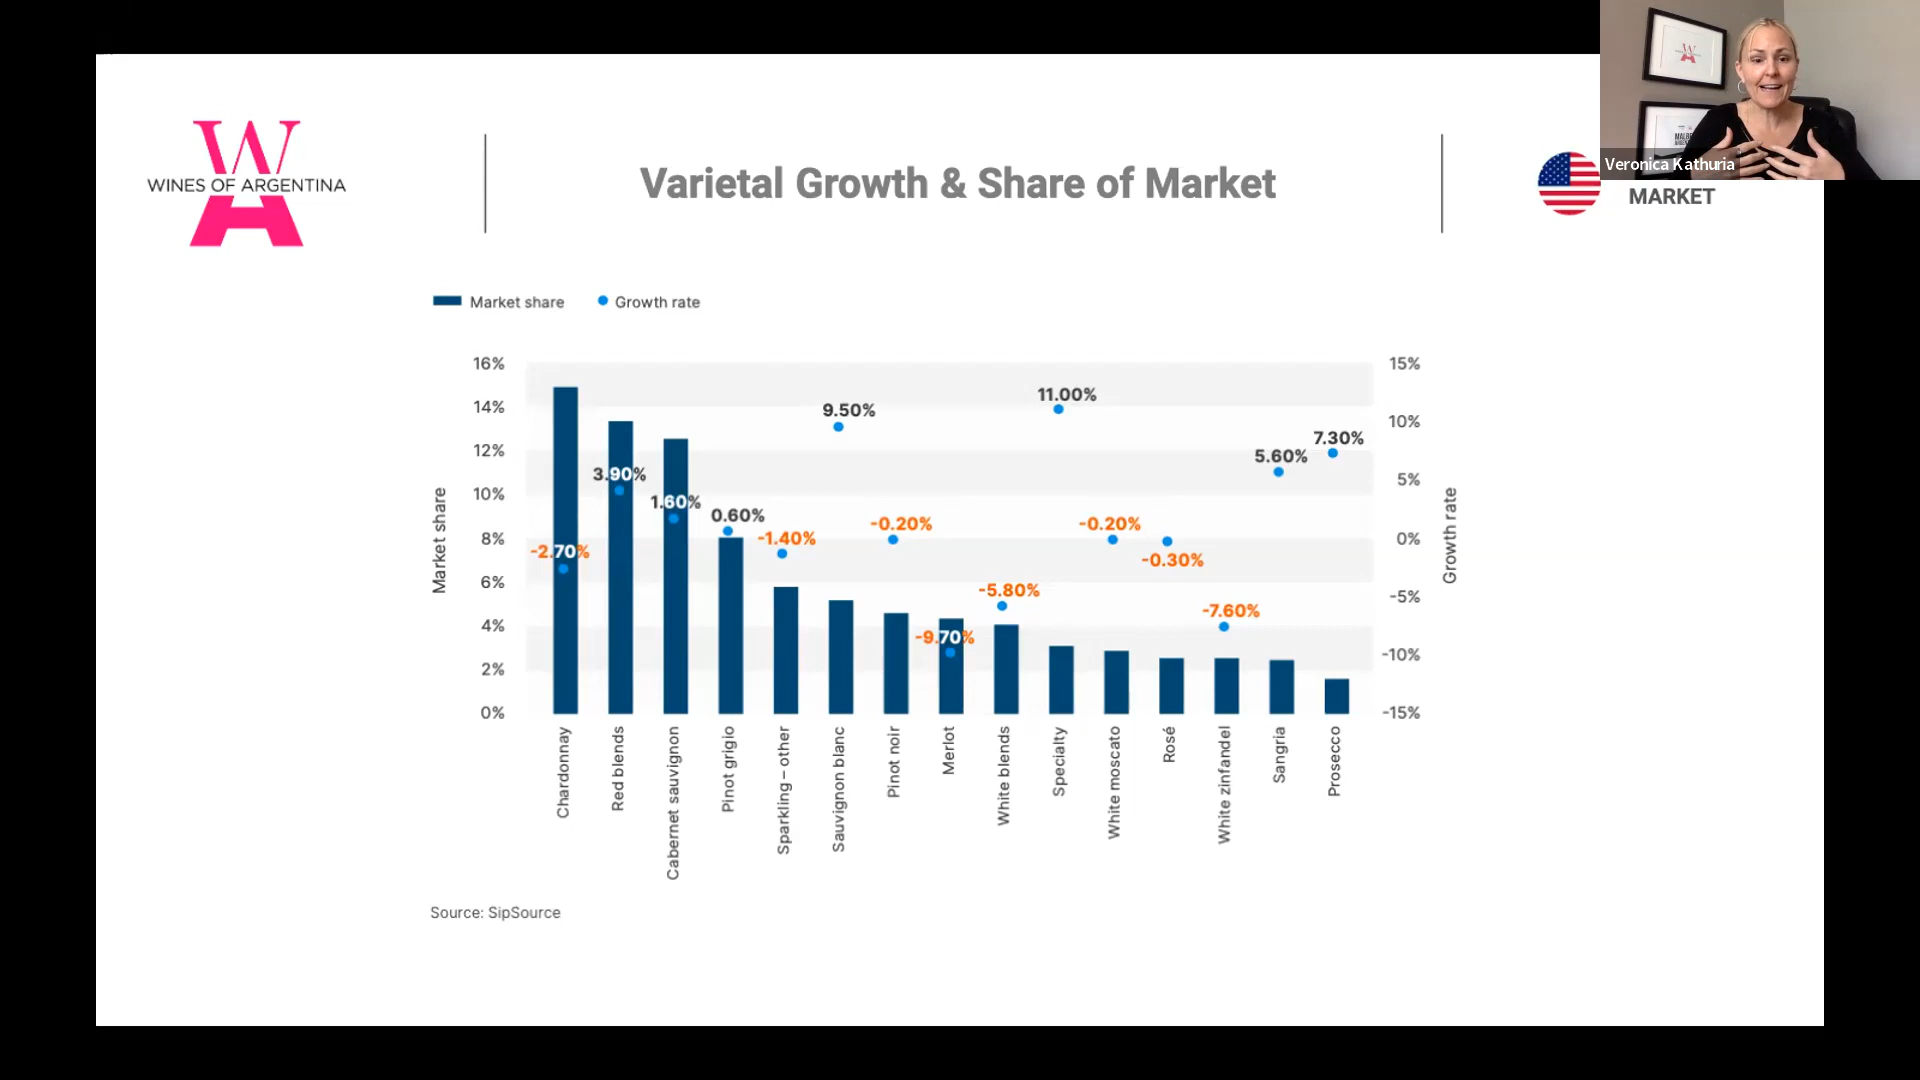 WINES OF ARGENTINA
Varietal Growth & Share of Market
MARKET
Veronica Kathuria
Market share
Growth rate
16%
14%
12%
10%
8%
6%
4%
2%
0%
Market share
15%
10%
5%
0%
-5%
-10%
-15%
Growth rate
-2.70%
3.90%
1.60%
0.60%
-1.40%
9.50%
-0.20%
-9.70%
-5.80%
11.00%
-0.20%
-0.30%
-7.60%
5.60%
7.30%
Chardonnay
Red blends
Cabernet sauvignon
Pinot grigio
Sparkling – other
Sauvignon blanc
Pinot noir
Merlot
White blends
Specialty
White moscato
Rosé
White zinfandel
Sangria
Prosecco
Source: SipSource